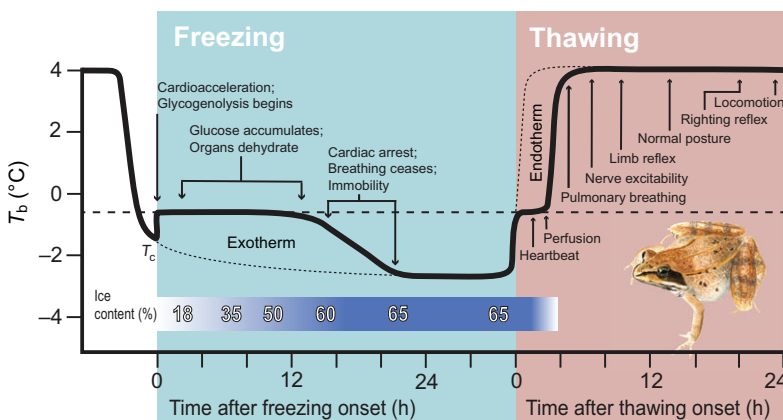 Freezing
Thawing
4
2
0
−2
−4
T_b (°C)
Cardioacceleration;
Glycogenolysis begins
Glucose accumulates;
Organs dehydrate
Cardiac arrest;
Breathing ceases;
Immobility
Exotherm
T_c
Endotherm
Locomotion
Righting reflex
Normal posture
Limb reflex
Nerve excitability
Pulmonary breathing
Perfusion
Heartbeat
Ice
content (%)
18 35 50 60 65 65
0 12 24 0 12 24
Time after freezing onset (h)
Time after thawing onset (h)